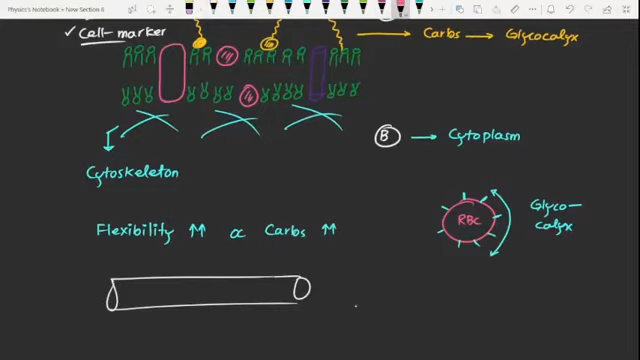 Physics's Notebook » New Section 6
✓ Cell-marker
Carbs → Glycocalyx
B → Cytoplasm
Cytoskeleton
RBC
Glyco-
calyx
Flexibility ↑↑ ∝ Carbs ↑↑